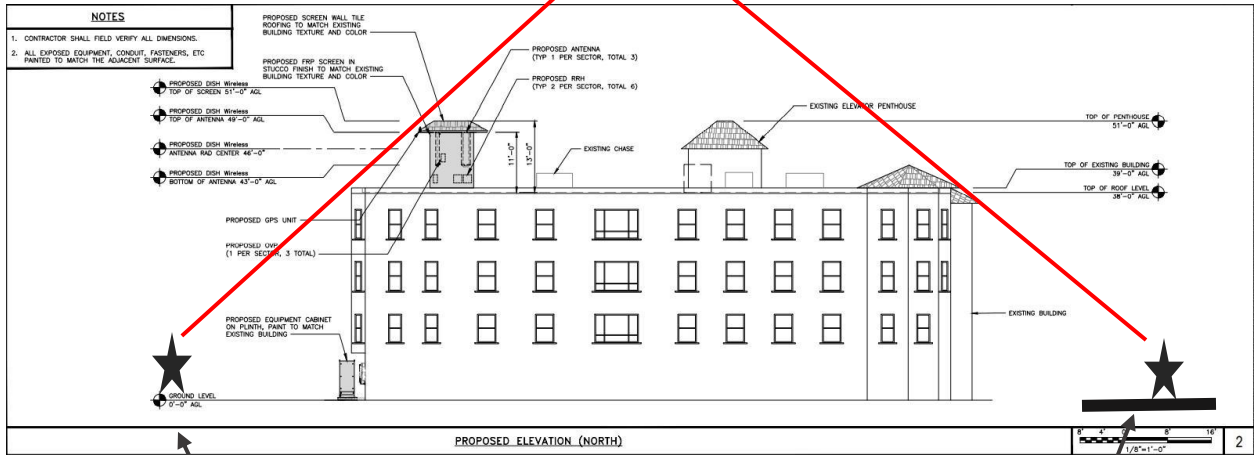 NOTES
1. CONTRACTOR SHALL FIELD VERIFY ALL DIMENSIONS.
2. ALL EXPOSED EQUIPMENT, CONDUIT, FASTENERS, ETC
PAINTED TO MATCH THE ADJACENT SURFACE.
PROPOSED SCREEN WALL TILE
ROOFING TO MATCH EXISTING
BUILDING TEXTURE AND COLOR
PROPOSED FRP SCREEN IN
STUCCO FINISH TO MATCH EXISTING
BUILDING TEXTURE AND COLOR
PROPOSED ANTENNA
(TYP 1 PER SECTOR, TOTAL 3)
PROPOSED RRH
(TYP 2 PER SECTOR, TOTAL 6)
PROPOSED DISH Wireless
TOP OF SCREEN 51'-0" AGL
PROPOSED DISH Wireless
TOP OF ANTENNA 49'-0" AGL
PROPOSED DISH Wireless
ANTENNA RAD CENTER 46'-0"
PROPOSED DISH Wireless
BOTTOM OF ANTENNA 43'-0" AGL
11'-0"
13'-0"
EXISTING CHASE
EXISTING ELEVATOR PENTHOUSE
TOP OF PENTHOUSE
51'-0" AGL
TOP OF EXISTING BUILDING
39'-0" AGL
TOP OF ROOF LEVEL
38'-0" AGL
PROPOSED GPS UNIT
PROPOSED OVP
(1 PER SECTOR, 3 TOTAL)
PROPOSED EQUIPMENT CABINET
ON PLINTH, PAINT TO MATCH
EXISTING BUILDING
EXISTING BUILDING
GROUND LEVEL
0'-0" AGL
PROPOSED ELEVATION (NORTH)
8' 4' 0' 8' 16'
1/8"=1'-0"
2